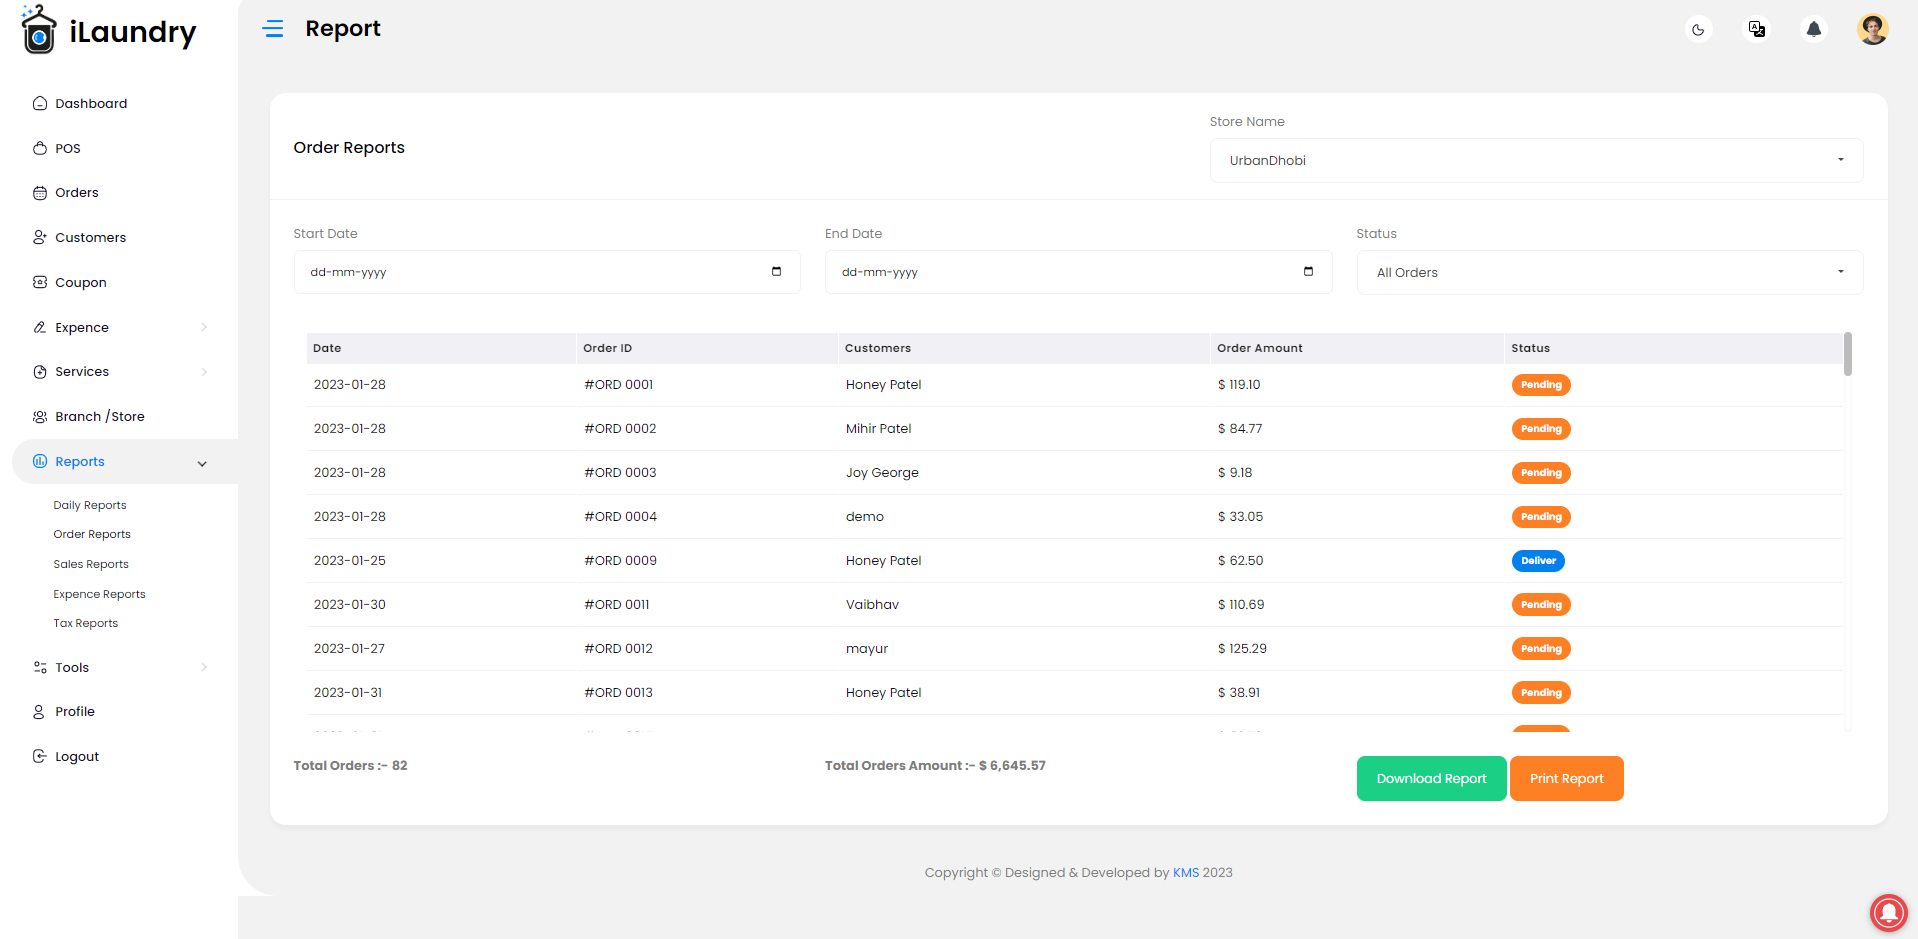 iLaundry
Report
Dashboard
POS
Orders
Customers
Coupon
Expence
Services
Branch /Store
Reports
Daily Reports
Order Reports
Sales Reports
Expence Reports
Tax Reports
Tools
Profile
Logout
Order Reports
Store Name
UrbanDhobi
Start Date
End Date
Status
dd-mm-yyyy
dd-mm-yyyy
All Orders
Date Order ID Customers Order Amount Status
2023-01-28 #ORD 0001 Honey Patel $ 119.10 Pending
2023-01-28 #ORD 0002 Mihir Patel $ 84.77 Pending
2023-01-28 #ORD 0003 Joy George $ 9.18 Pending
2023-01-28 #ORD 0004 demo $ 33.05 Pending
2023-01-25 #ORD 0009 Honey Patel $ 62.50 Deliver
2023-01-30 #ORD 0011 Vaibhav $ 110.69 Pending
2023-01-27 #ORD 0012 mayur $ 125.29 Pending
2023-01-31 #ORD 0013 Honey Patel $ 38.91 Pending
Total Orders :- 82
Total Orders Amount :- $ 6,645.57
Download Report
Print Report
Copyright © Designed & Developed by KMS 2023